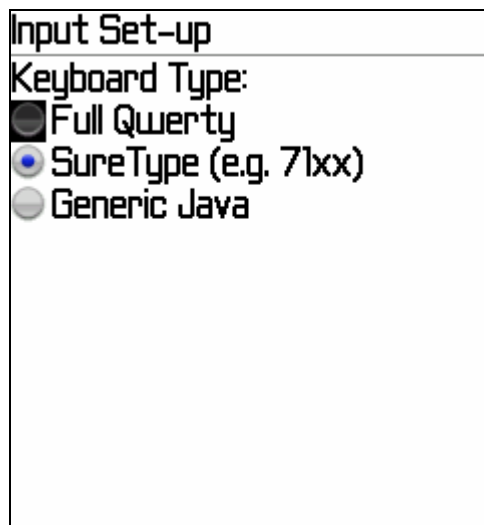 Input Set-up
Keyboard Type:
Full Qwerty
SureType (e.g. 71xx)
Generic Java